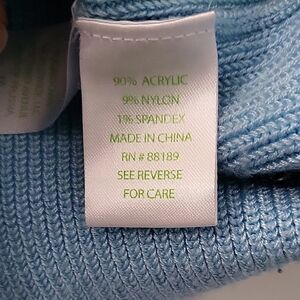 90% ACRYLIC
9% NYLON
1% SPANDEX
MADE IN CHINA
RN # 88189
SEE REVERSE
FOR CARE